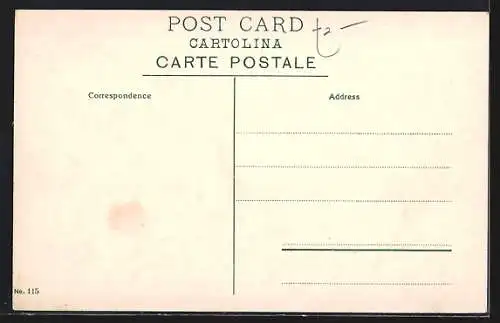 POST CARD
CARTOLINA
CARTE POSTALE
Correspondence
Address
No. 115